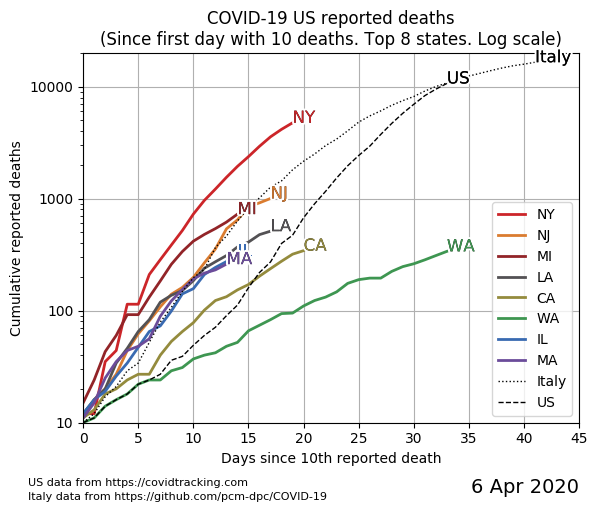 COVID-19 US reported deaths
(Since first day with 10 deaths. Top 8 states. Log scale)
Italy
US
NY
NJ
MI
LA
CA
WA
IL
MA
Cumulative reported deaths
10000
1000
100
10
0 5 10 15 20 25 30 35 40 45
Days since 10th reported death
NY
NJ
MI
LA
CA
WA
IL
MA
Italy
US
US data from https://covidtracking.com
Italy data from https://github.com/pcm-dpc/COVID-19
6 Apr 2020